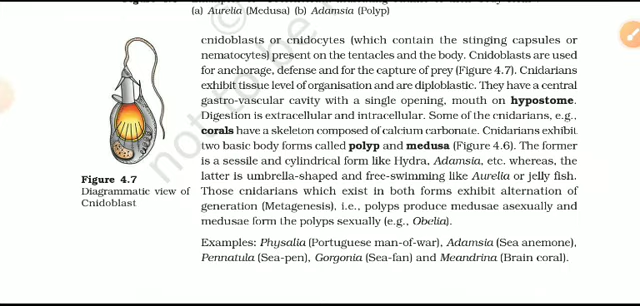 (a) Aurelia (Medusa) (b) Adamsia (Polyp)
cnidoblasts or cnidocytes (which contain the stinging capsules or
nematocytes) present on the tentacles and the body. Cnidoblasts are used
for anchorage, defense and for the capture of prey (Figure 4.7). Cnidarians
exhibit tissue level of organisation and are diploblastic. They have a central
gastro-vascular cavity with a single opening, mouth on hypostome.
Digestion is extracellular and intracellular. Some of the cnidarians, e.g.,
corals have a skeleton composed of calcium carbonate. Cnidarians exhibit
two basic body forms called polyp and medusa (Figure 4.6). The former
is a sessile and cylindrical form like Hydra, Adamsia, etc. whereas, the
latter is umbrella-shaped and free-swimming like Aurelia or jelly fish.
Those cnidarians which exist in both forms exhibit alternation of
generation (Metagenesis), i.e., polyps produce medusae asexually and
medusae form the polyps sexually (e.g., Obelia).
Figure 4.7
Diagrammatic view of
Cnidoblast
Examples: Physalia (Portuguese man-of-war), Adamsia (Sea anemone),
Pennatula (Sea-pen), Gorgonia (Sea-fan) and Meandrina (Brain coral).
not to be